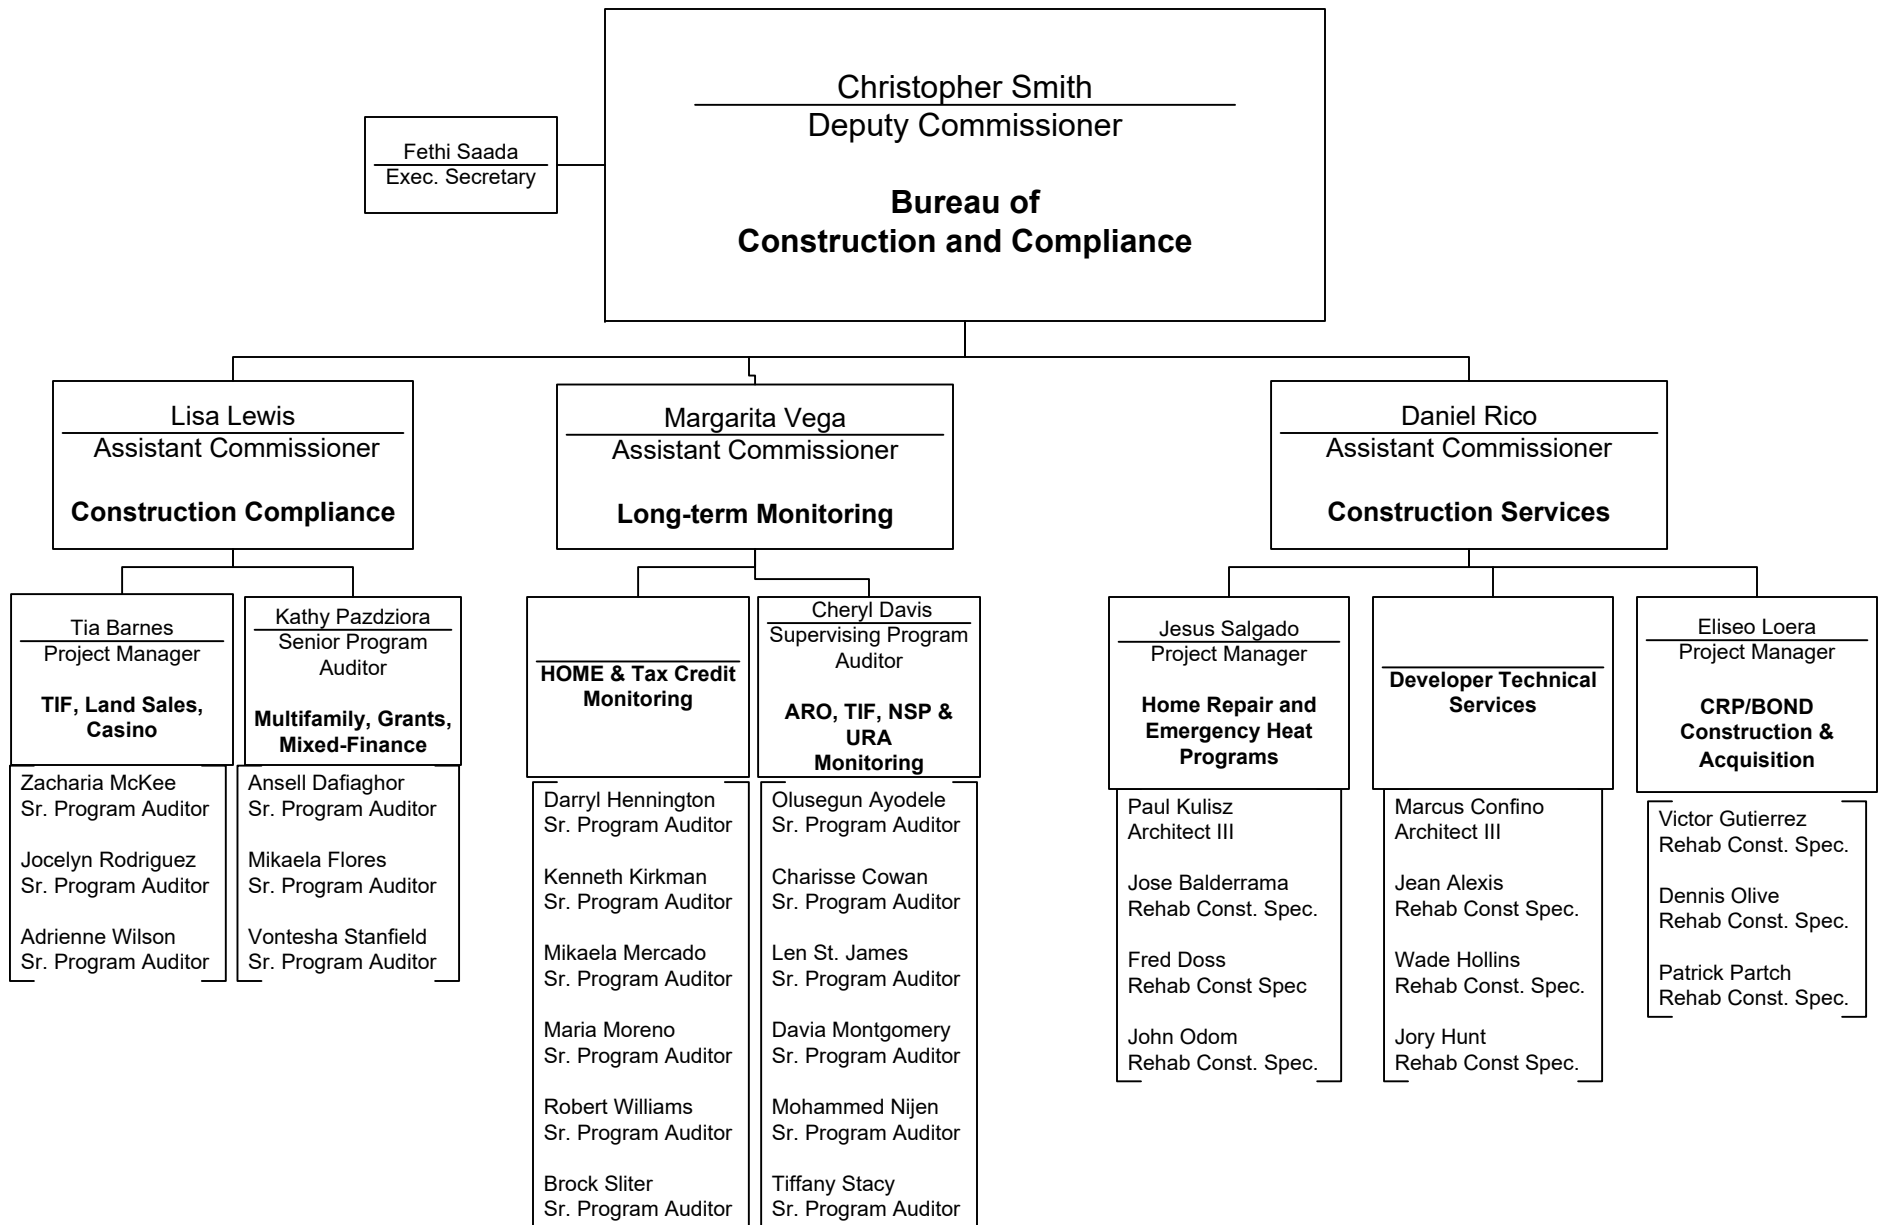 Christopher Smith
Deputy Commissioner
Bureau of
Construction and Compliance
Fethi Saada
Exec. Secretary
Lisa Lewis
Assistant Commissioner
Construction Compliance
Margarita Vega
Assistant Commissioner
Long-term Monitoring
Daniel Rico
Assistant Commissioner
Construction Services
Tia Barnes
Project Manager
TIF, Land Sales,
Casino
Zacharia McKee
Sr. Program Auditor
Jocelyn Rodriguez
Sr. Program Auditor
Adrienne Wilson
Sr. Program Auditor
Kathy Pazdziora
Senior Program
Auditor
Multifamily, Grants,
Mixed-Finance
Ansell Dafiaghor
Sr. Program Auditor
Mikaela Flores
Sr. Program Auditor
Vontesha Stanfield
Sr. Program Auditor
HOME & Tax Credit
Monitoring
Darryl Hennington
Sr. Program Auditor
Kenneth Kirkman
Sr. Program Auditor
Mikaela Mercado
Sr. Program Auditor
Maria Moreno
Sr. Program Auditor
Robert Williams
Sr. Program Auditor
Brock Sliter
Sr. Program Auditor
Cheryl Davis
Supervising Program
Auditor
ARO, TIF, NSP &
URA
Monitoring
Olusegun Ayodele
Sr. Program Auditor
Charisse Cowan
Sr. Program Auditor
Len St. James
Sr. Program Auditor
Davia Montgomery
Sr. Program Auditor
Mohammed Nijen
Sr. Program Auditor
Tiffany Stacy
Sr. Program Auditor
Jesus Salgado
Project Manager
Home Repair and
Emergency Heat
Programs
Paul Kulisz
Architect III
Jose Balderrama
Rehab Const. Spec.
Fred Doss
Rehab Const Spec
John Odom
Rehab Const. Spec.
Developer Technical
Services
Marcus Confino
Architect III
Jean Alexis
Rehab Const Spec.
Wade Hollins
Rehab Const. Spec.
Jory Hunt
Rehab Const Spec.
Eliseo Loera
Project Manager
CRP/BOND
Construction &
Acquisition
Victor Gutierrez
Rehab Const. Spec.
Dennis Olive
Rehab Const. Spec.
Patrick Partch
Rehab Const. Spec.